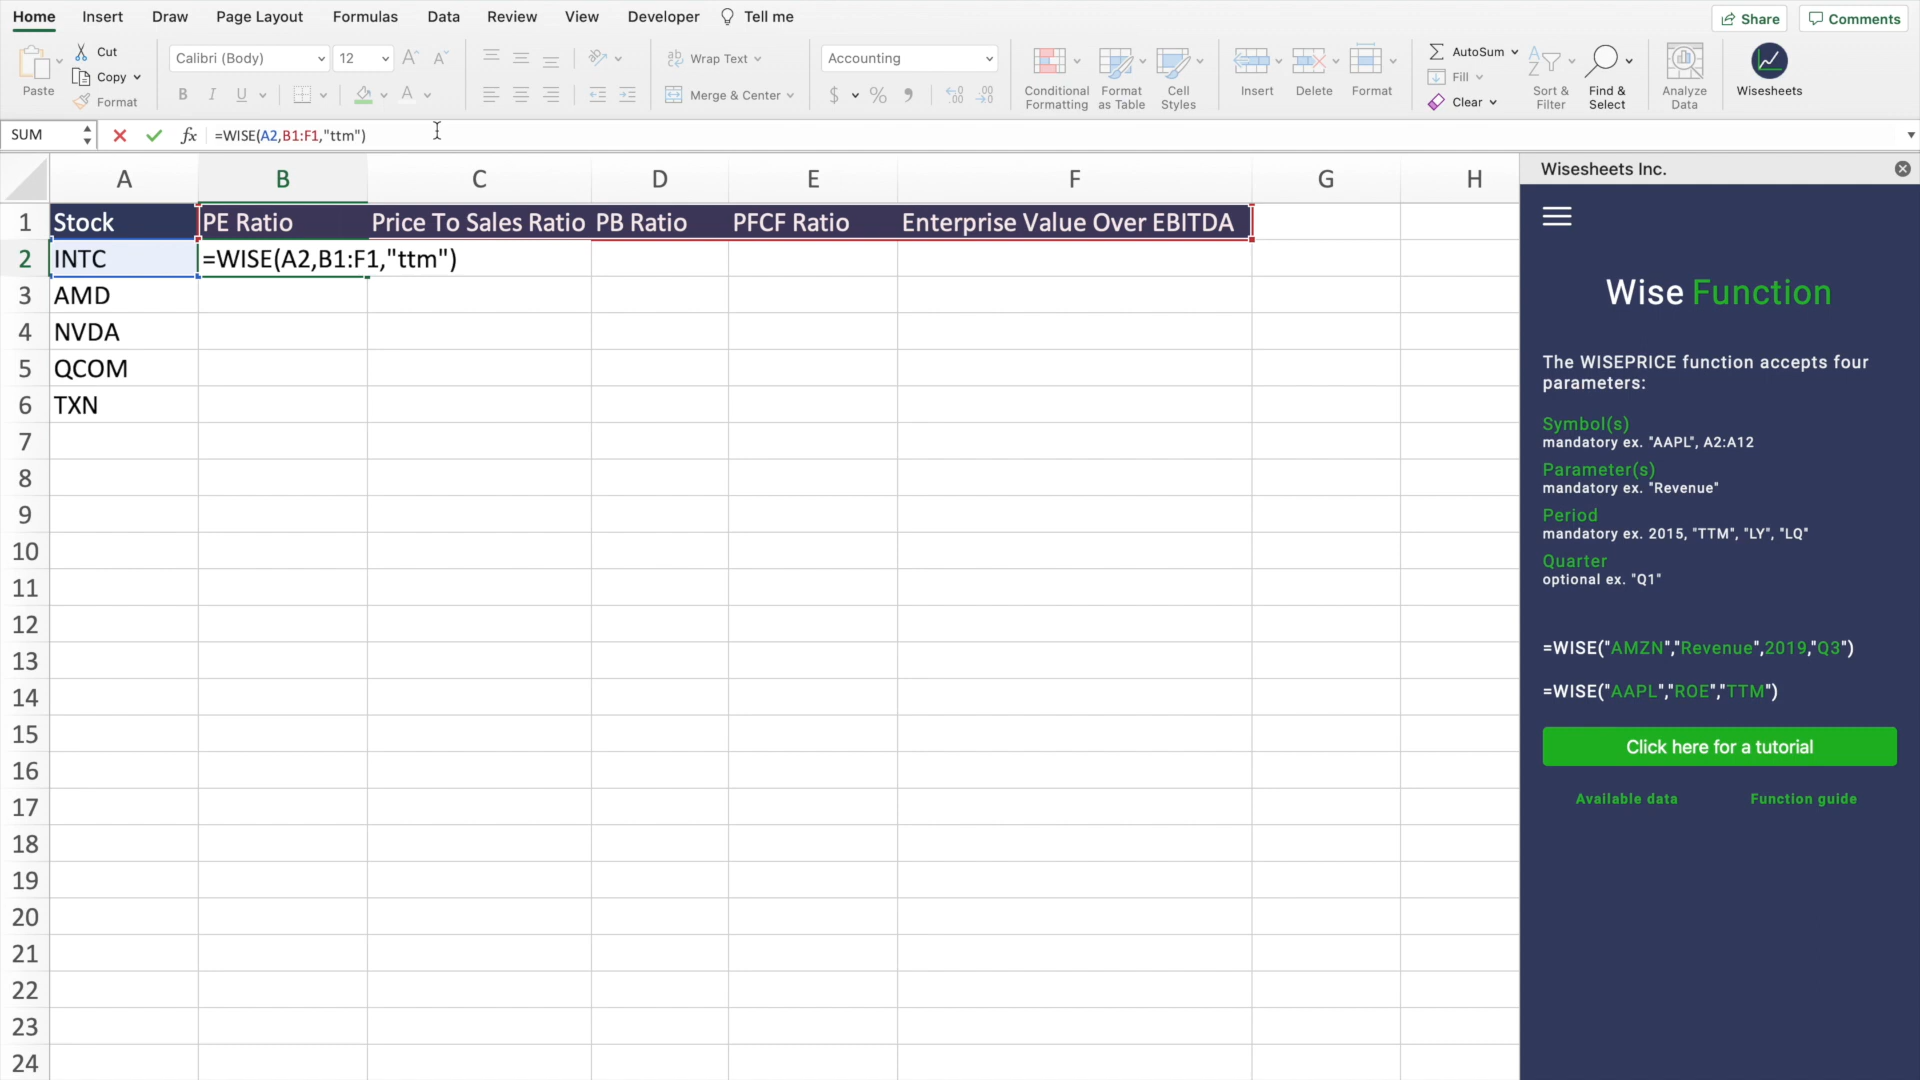 Home Insert Draw Page Layout Formulas Data Review View Developer Tell me Share Comments
Cut
Copy
Format
Paste
Calibri (Body) 12
B I U
Wrap Text
Merge & Center
Accounting
$ % 9
Conditional Formatting
Format as Table
Cell Styles
Insert
Delete
Format
AutoSum
Fill
Clear
Sort & Filter
Find & Select
Analyze Data
Wisesheets
SUM fx =WISE(A2,B1:F1,"ttm")
A B C D E F G H
1 Stock PE Ratio Price To Sales Ratio PB Ratio PFCF Ratio Enterprise Value Over EBITDA
2 INTC =WISE(A2,B1:F1,"ttm")
3 AMD
4 NVDA
5 QCOM
6 TXN
7
8
9
10
11
12
13
14
15
16
17
18
19
20
21
22
23
24
Wisesheets Inc.
Wise Function
The WISEPRICE function accepts four
parameters:
Symbol(s)
mandatory ex. "AAPL", A2:A12
Parameter(s)
mandatory ex. "Revenue"
Period
mandatory ex. 2015, "TTM", "LY", "LQ"
Quarter
optional ex. "Q1"
=WISE("AMZN","Revenue",2019,"Q3")
=WISE("AAPL","ROE","TTM")
Click here for a tutorial
Available data Function guide